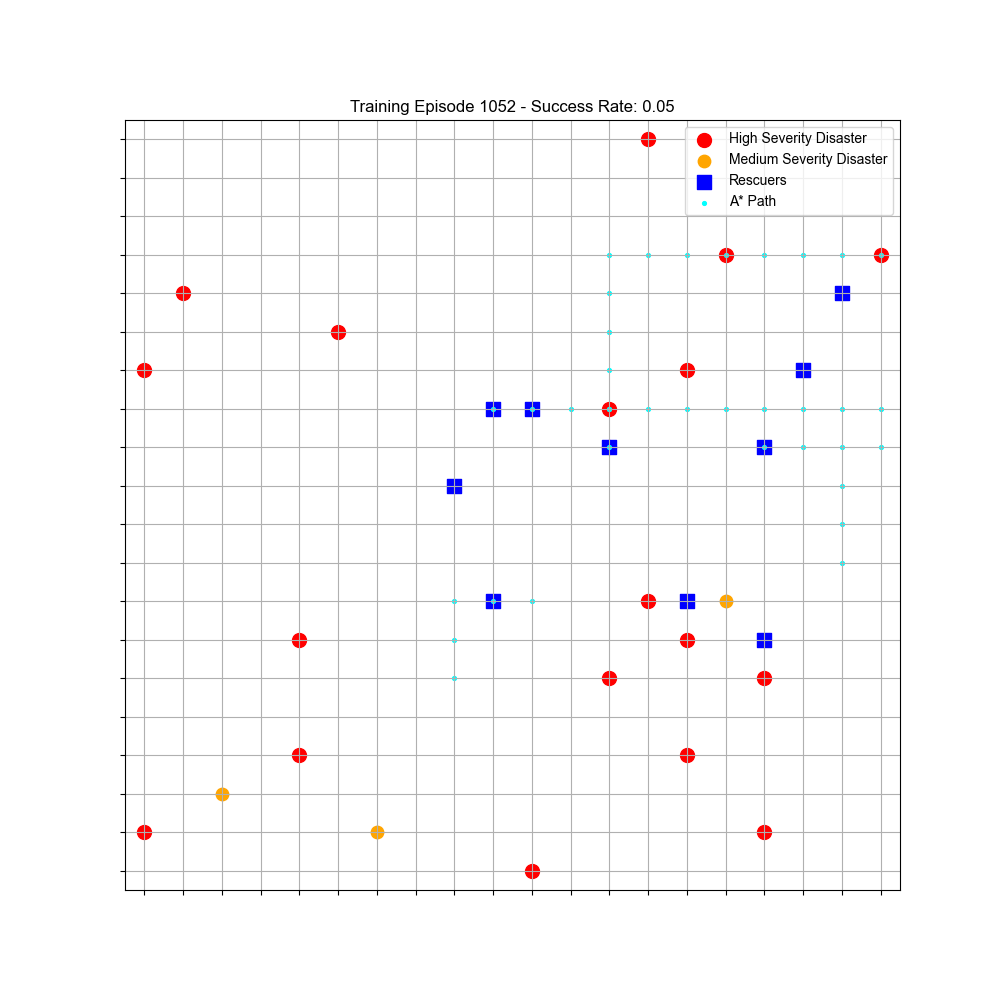 Training Episode 1052 - Success Rate: 0.05
High Severity Disaster
Medium Severity Disaster
Rescuers
A* Path